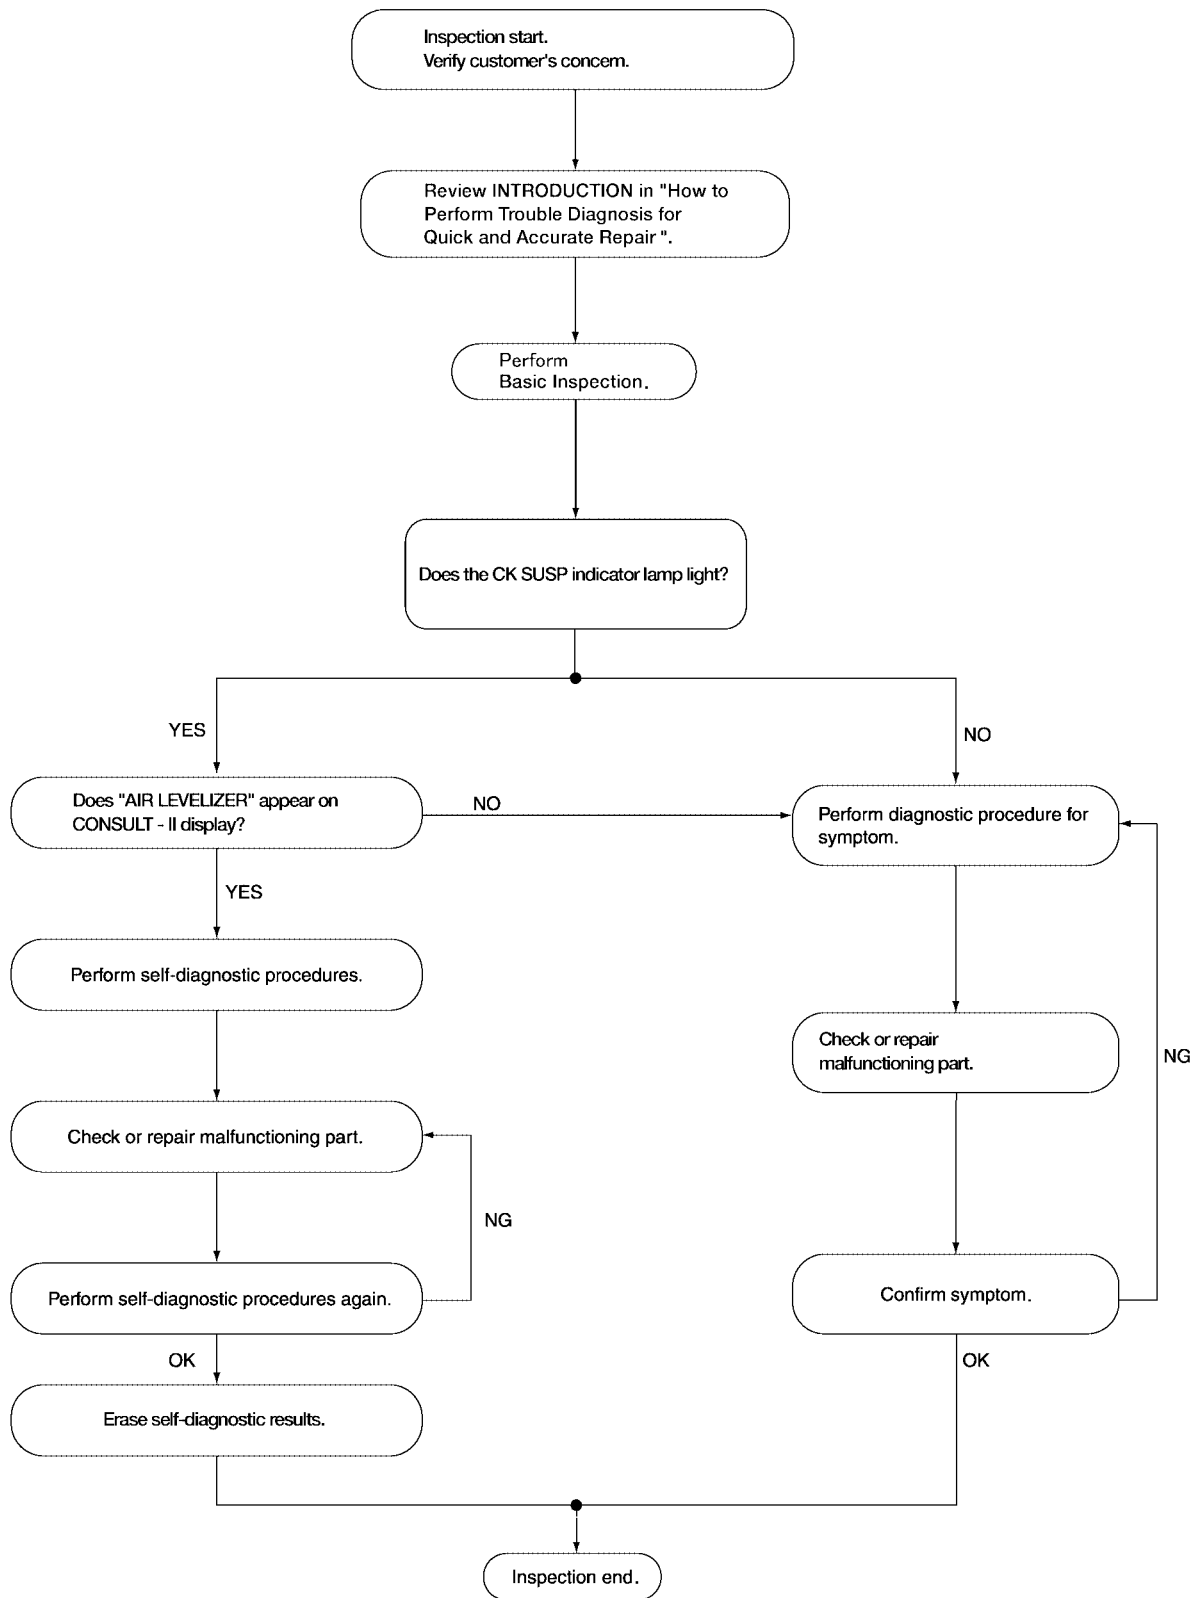 Inspection start.
Verify customer's concern.
Review INTRODUCTION in "How to
Perform Trouble Diagnosis for
Quick and Accurate Repair ".
Perform
Basic Inspection.
Does the CK SUSP indicator lamp light?
YES
NO
Does "AIR LEVELIZER" appear on
CONSULT - II display?
NO
Perform diagnostic procedure for
symptom.
YES
Perform self-diagnostic procedures.
Check or repair
malfunctioning part.
NG
Check or repair malfunctioning part.
NG
Perform self-diagnostic procedures again.
Confirm symptom.
OK
OK
Erase self-diagnostic results.
Inspection end.